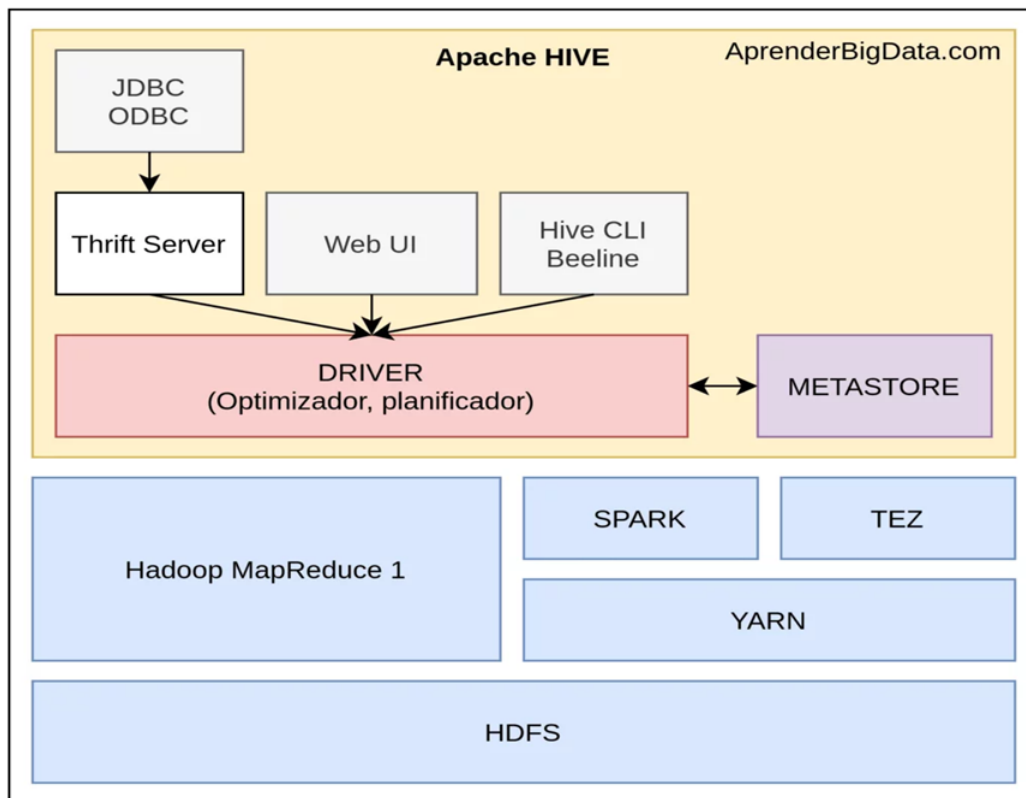 Apache HIVE
AprenderBigData.com
JDBC
ODBC
Thrift Server
Web UI
Hive CLI
Beeline
DRIVER
(Optimizador, planificador)
METASTORE
Hadoop MapReduce 1
SPARK
TEZ
YARN
HDFS